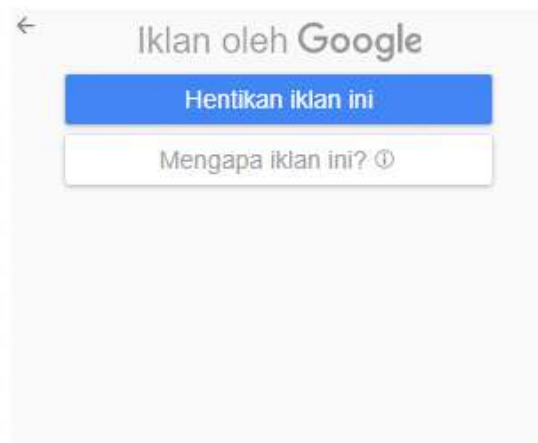 Iklan oleh Google
Hentikan iklan ini
Mengapa iklan ini?